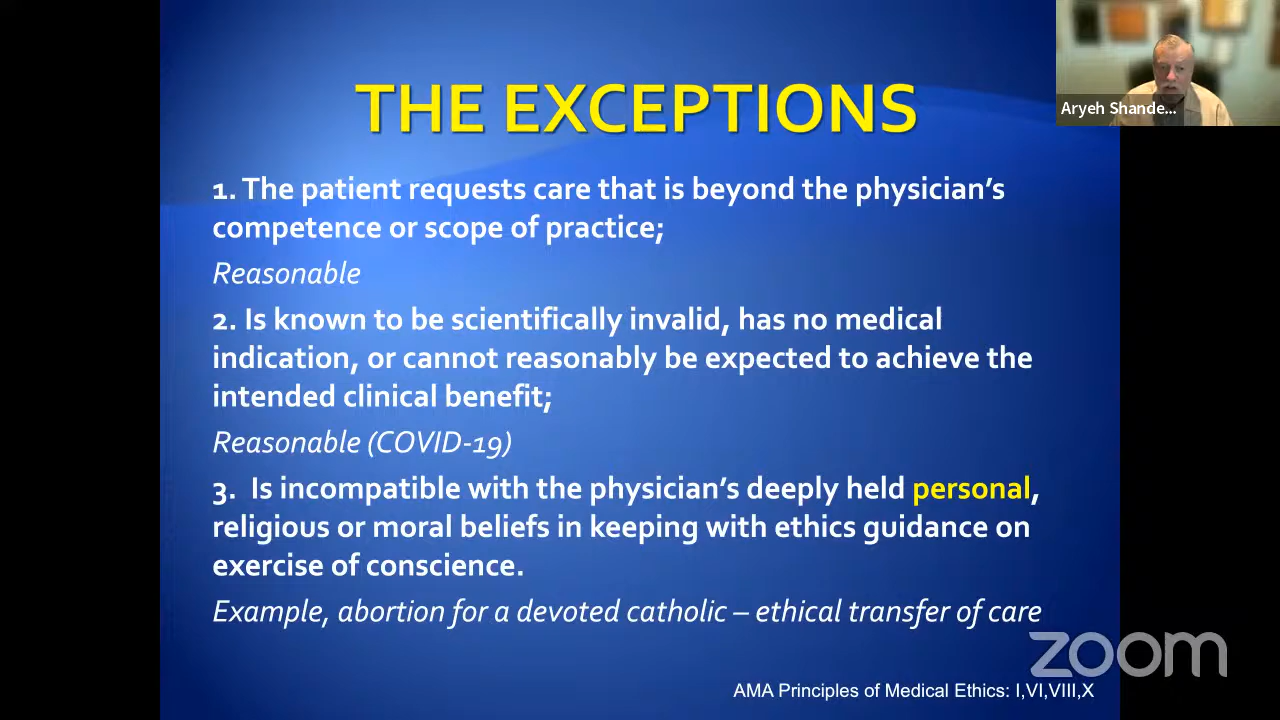 THE EXCEPTIONS
Aryeh Shande...
1. The patient requests care that is beyond the physician’s
competence or scope of practice;
Reasonable
2. Is known to be scientifically invalid, has no medical
indication, or cannot reasonably be expected to achieve the
intended clinical benefit;
Reasonable (COVID-19)
3.  Is incompatible with the physician’s deeply held personal,
religious or moral beliefs in keeping with ethics guidance on
exercise of conscience.
Example, abortion for a devoted catholic – ethical transfer of care
zoom
AMA Principles of Medical Ethics: I,VI,VIII,X